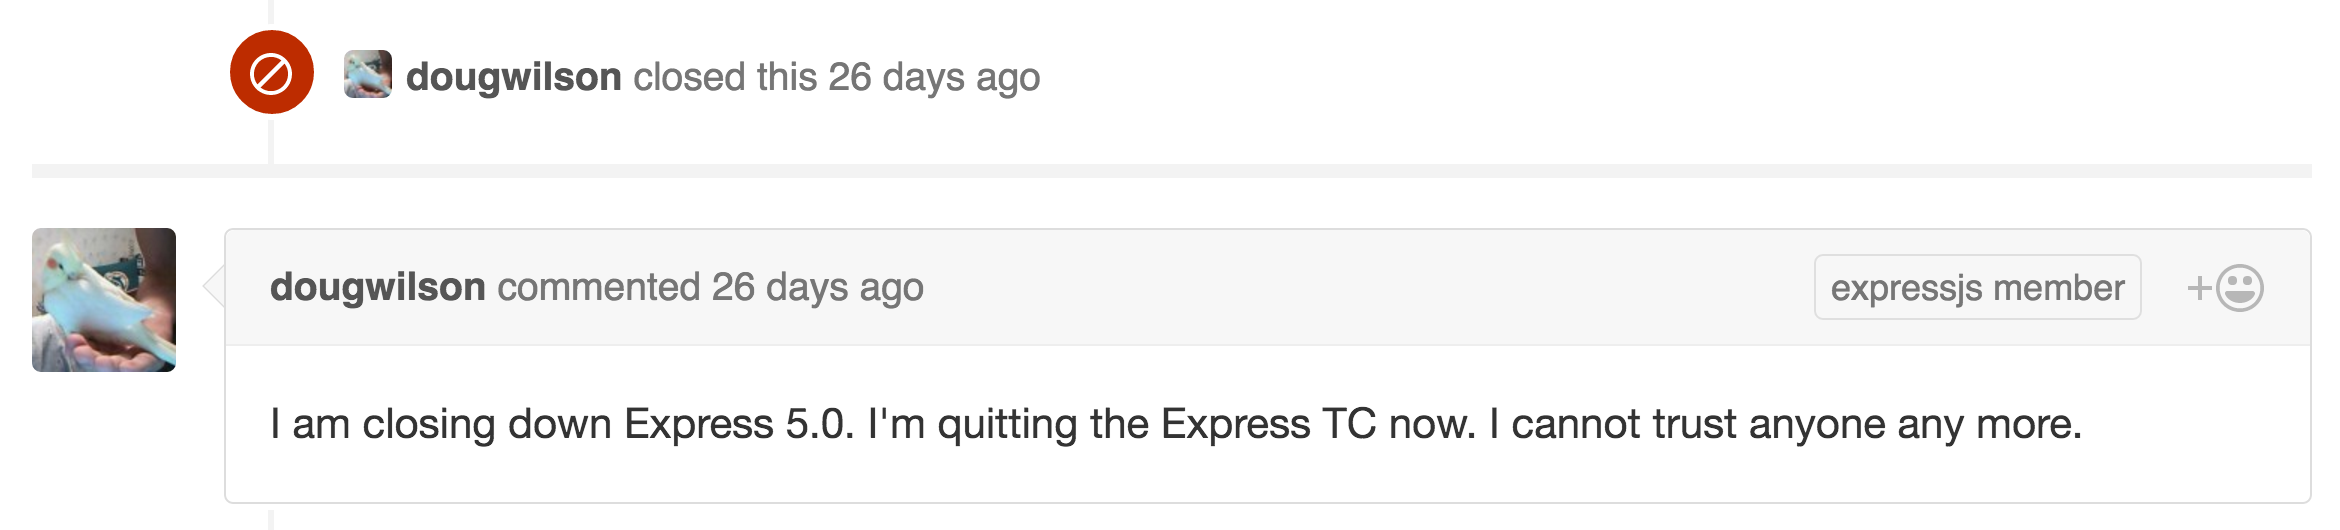 dougwilson closed this 26 days ago
dougwilson commented 26 days ago expressjs member +
I am closing down Express 5.0. I'm quitting the Express TC now. I cannot trust anyone any more.